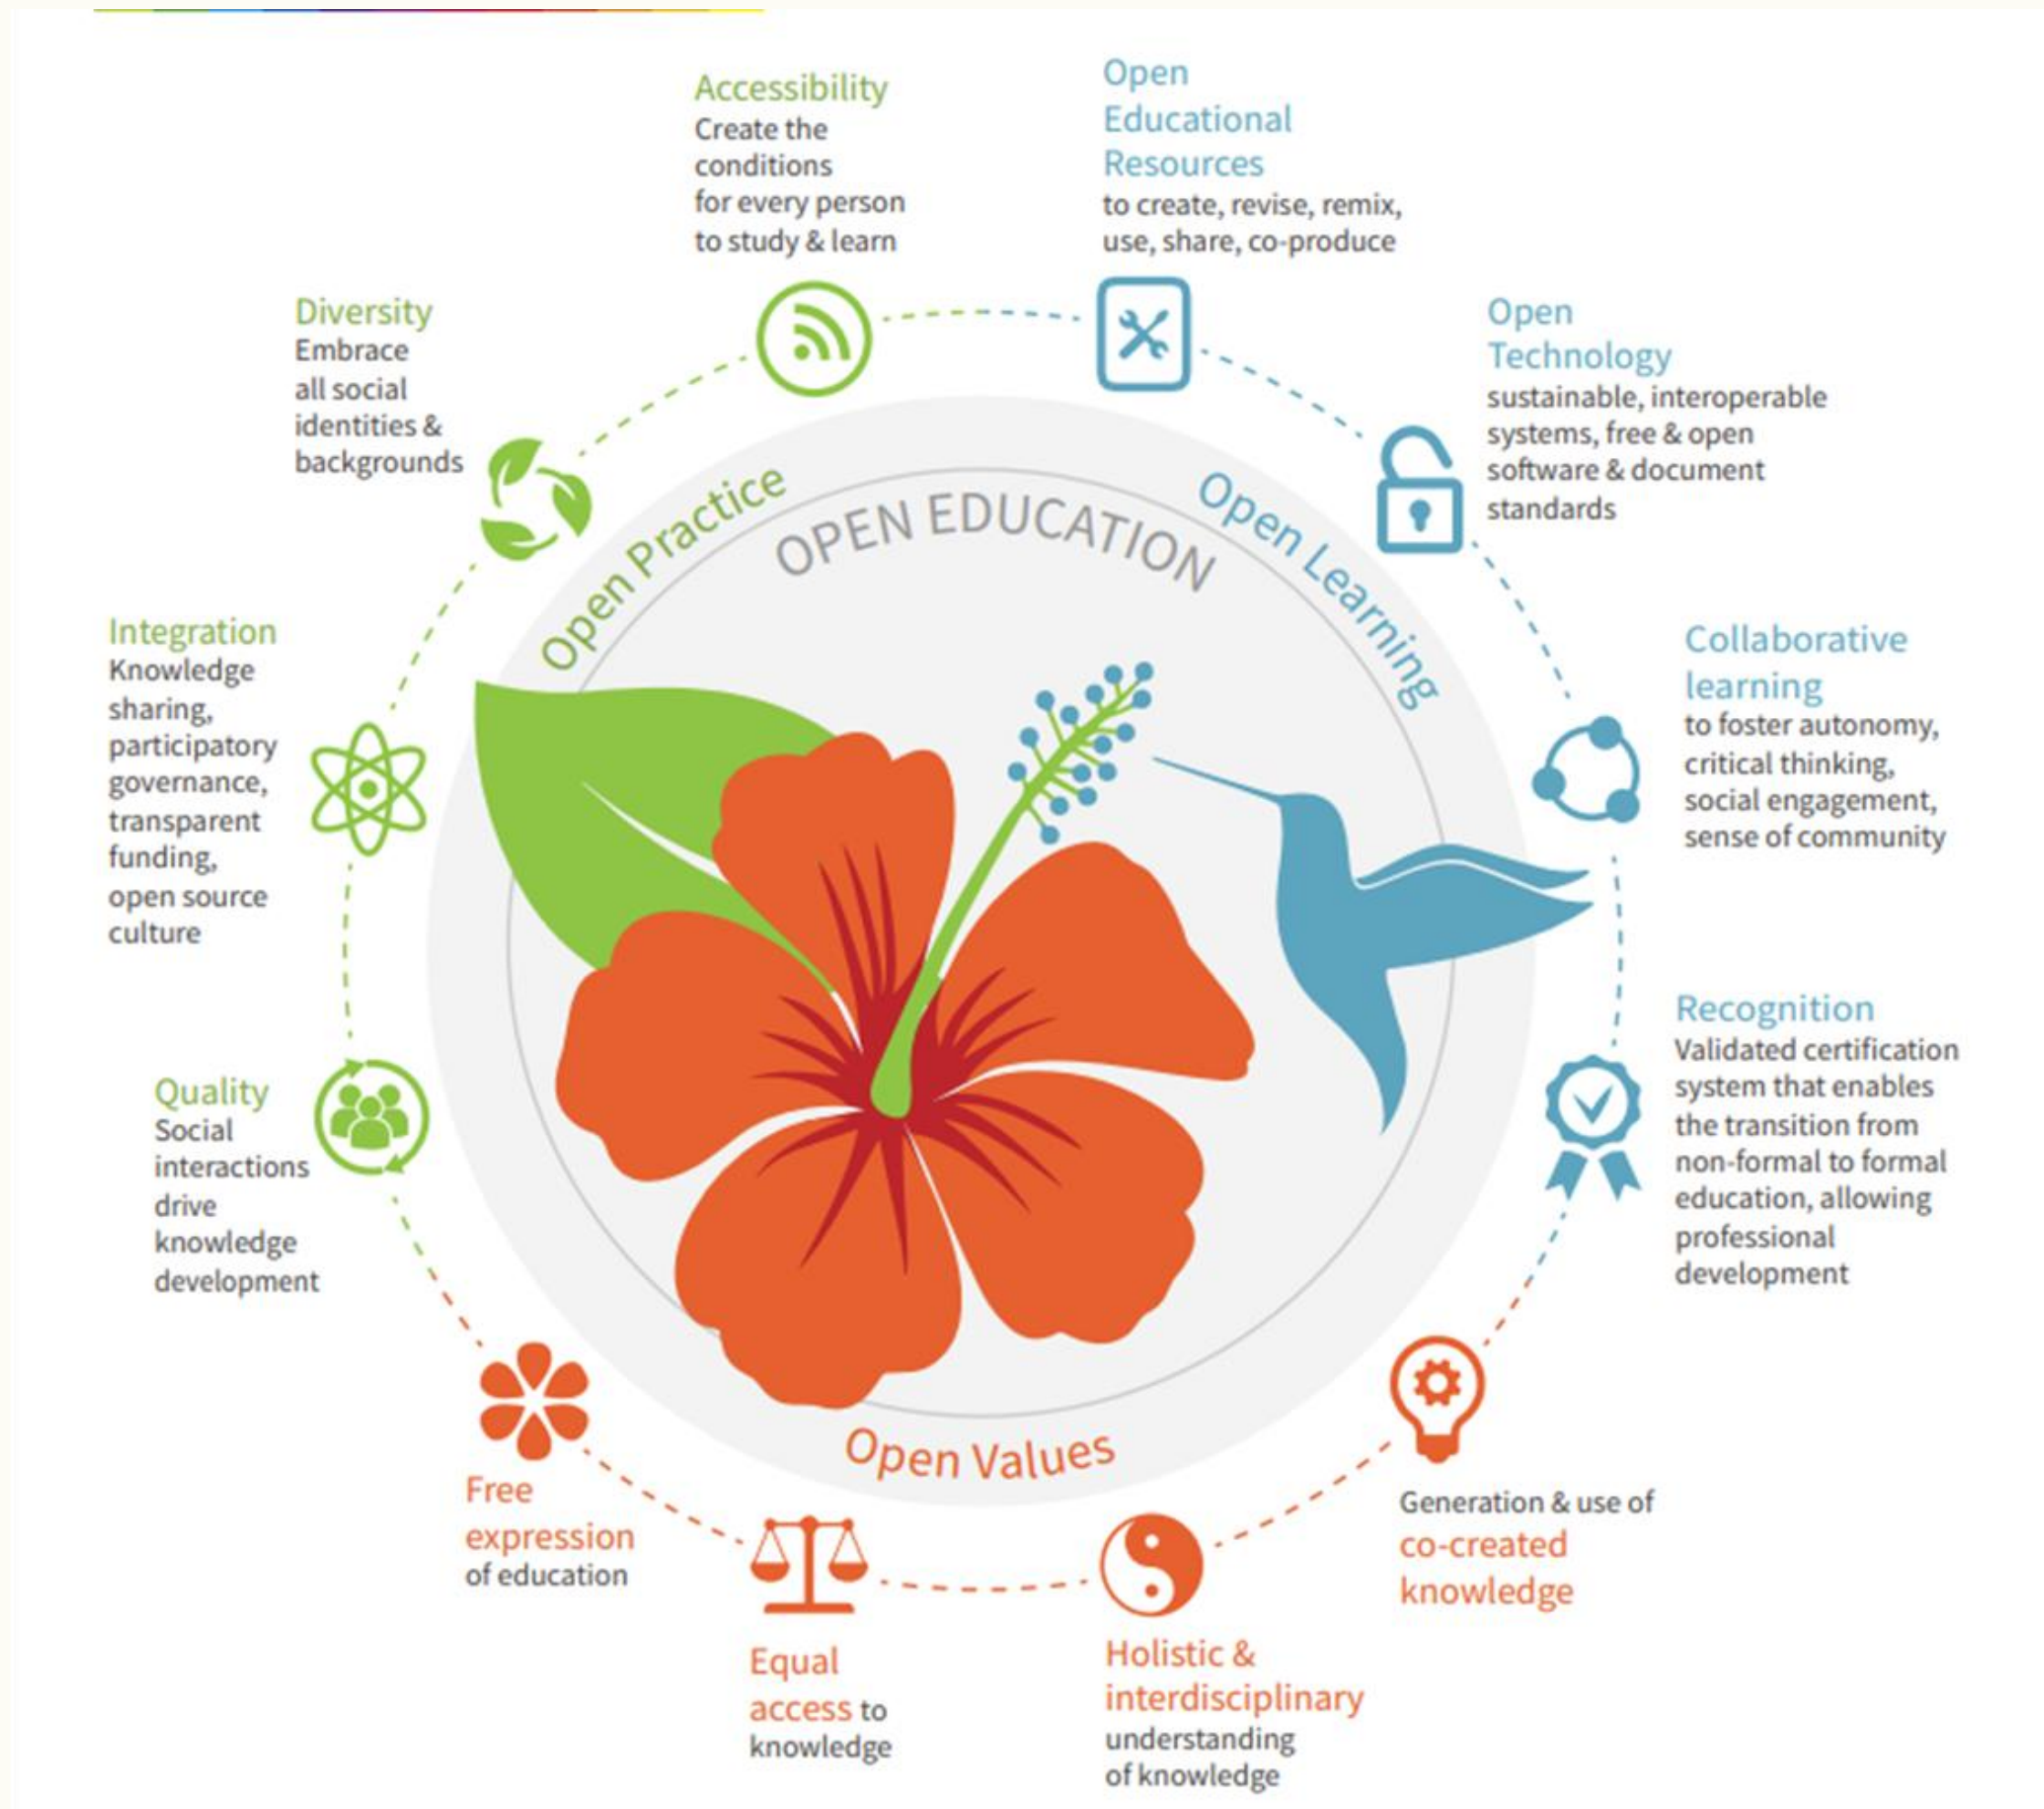 Accessibility
Create the
conditions
for every person
to study & learn
Open
Educational
Resources
to create, revise, remix,
use, share, co-produce
Diversity
Embrace
all social
identities &
backgrounds
Open
Technology
sustainable, interoperable
systems, free & open
software & document
standards
Open Practice
OPEN EDUCATION
Open Learning
Integration
Knowledge
sharing,
participatory
governance,
transparent
funding,
open source
culture
Collaborative
learning
to foster autonomy,
critical thinking,
social engagement,
sense of community
Quality
Social
interactions
drive
knowledge
development
Recognition
Validated certification
system that enables
the transition from
non-formal to formal
education, allowing
professional
development
Open Values
Free
expression
of education
Equal
access to
knowledge
Holistic &
interdisciplinary
understanding
of knowledge
Generation & use of
co-created
knowledge